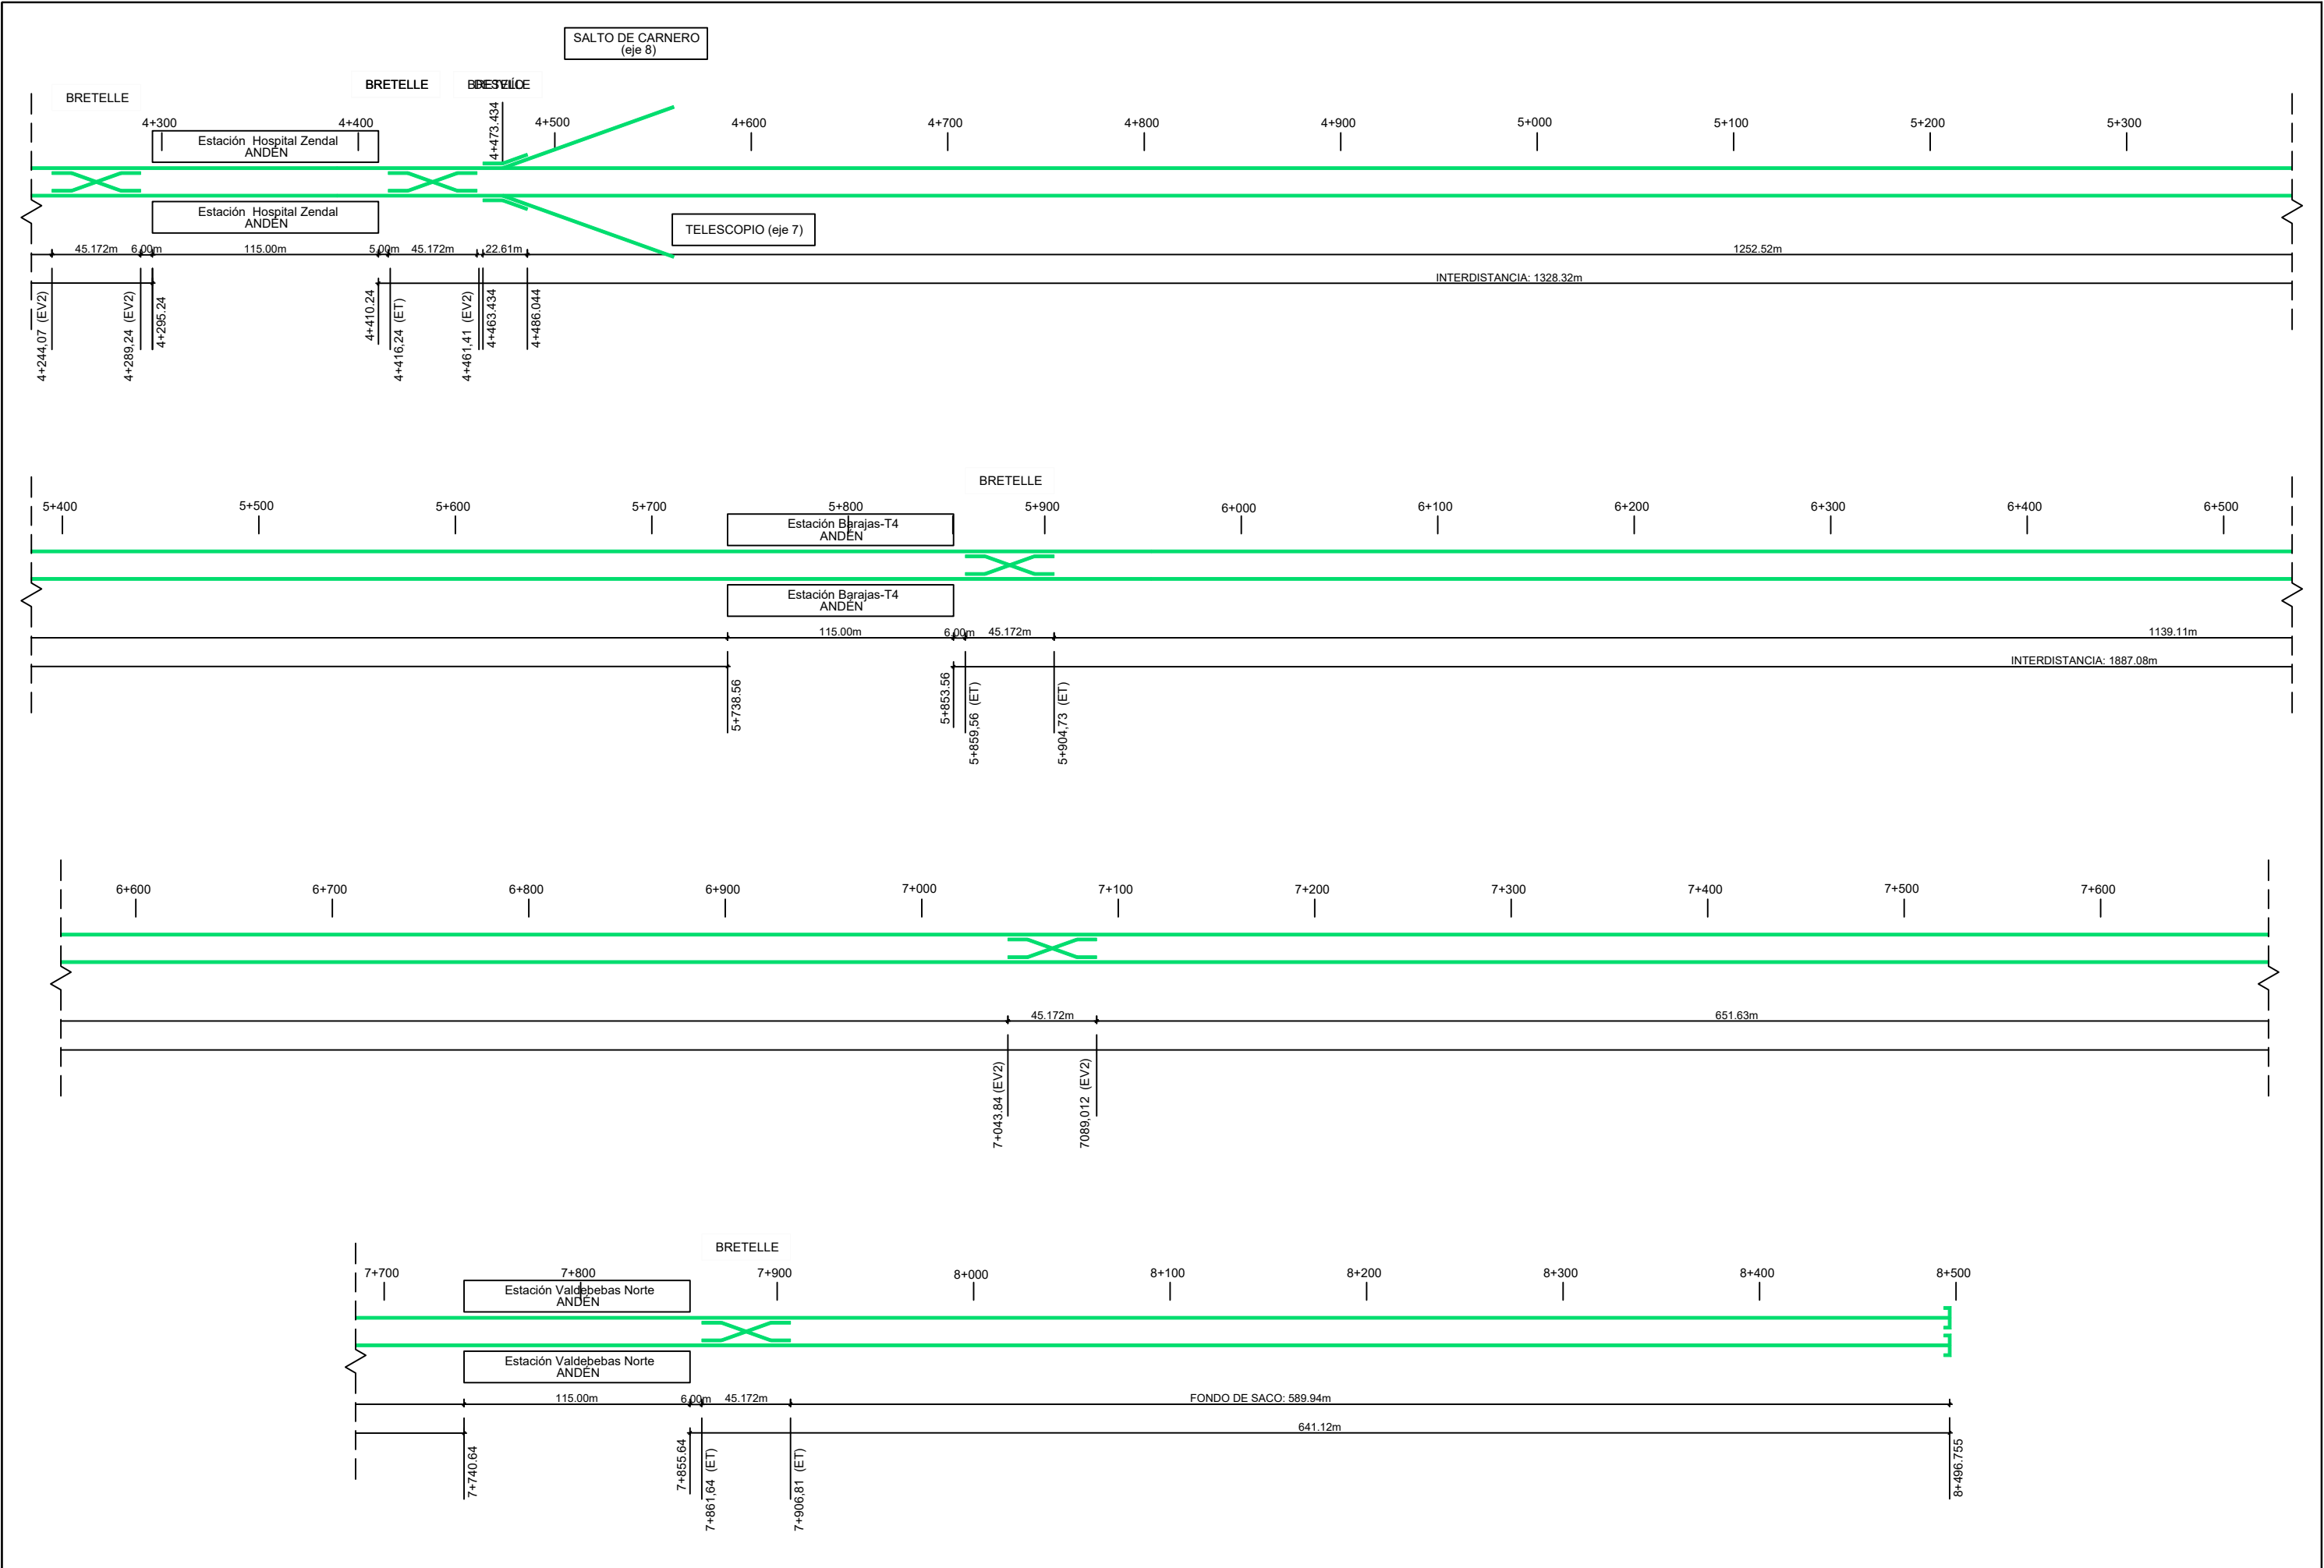 SALTO DE CARNERO
(eje 8)
BRETELLE
BRETELLE
BRETELLE
DESVÍO
4+300
4+400
4+473.434
4+500
4+600
4+700
4+800
4+900
5+000
5+100
5+200
5+300
Estación Hospital Zendal
ANDÉN
Estación Hospital Zendal
ANDÉN
TELESCOPIO (eje 7)
45.172m
6.00m
115.00m
5.00m
45.172m
22.61m
1252.52m
INTERDISTANCIA: 1328.32m
4+244,07 (EV2)
4+289,24 (EV2)
4+295.24
4+410.24
4+416,24 (ET)
4+461,41 (EV2)
4+463.434
4+486.044
BRETELLE
5+400
5+500
5+600
5+700
5+800
5+900
6+000
6+100
6+200
6+300
6+400
6+500
Estación Barajas-T4
ANDÉN
Estación Barajas-T4
ANDÉN
115.00m
6.00m
45.172m
1139.11m
INTERDISTANCIA: 1887.08m
5+738.56
5+853.56
5+859,56 (ET)
5+904,73 (ET)
6+600
6+700
6+800
6+900
7+000
7+100
7+200
7+300
7+400
7+500
7+600
45.172m
651.63m
7+043.84 (EV2)
7089,012 (EV2)
BRETELLE
7+700
7+800
7+900
8+000
8+100
8+200
8+300
8+400
8+500
Estación Valdebebas Norte
ANDÉN
Estación Valdebebas Norte
ANDÉN
115.00m
6.00m
45.172m
FONDO DE SACO: 589.94m
641.12m
7+740.64
7+855.64
7+861,64 (ET)
7+906,81 (ET)
8+496.755